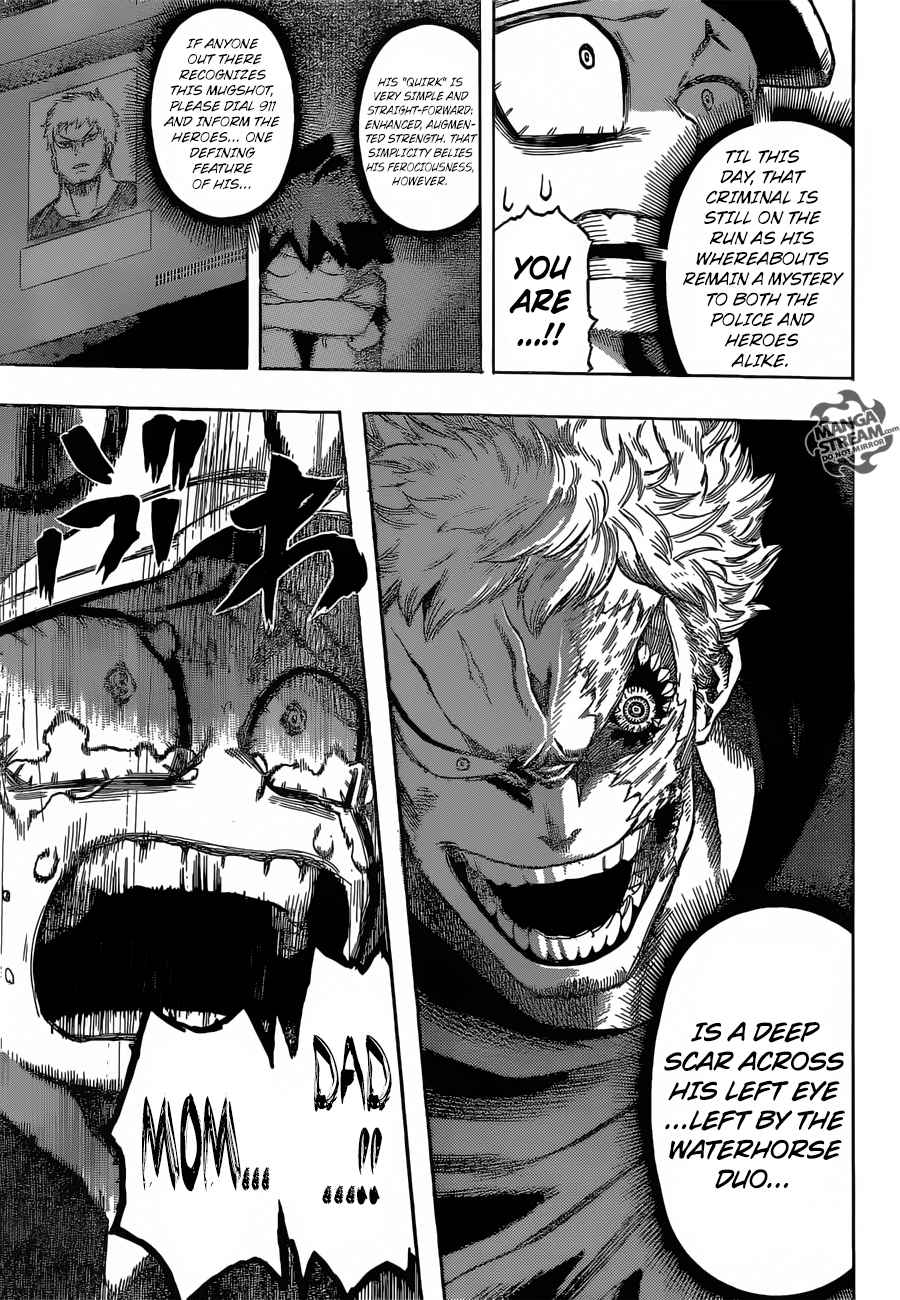 TIL THIS
DAY, THAT
CRIMINAL IS
STILL ON THE
RUN AS HIS
WHEREABOUTS
REMAIN A MYSTERY
TO BOTH THE
POLICE AND
HEROES
ALIKE.
YOU
ARE
...!!
HIS "QUIRK" IS
VERY SIMPLE AND
STRAIGHT-FORWARD:
ENHANCED, AUGMEN-
TED STRENGTH. THAT
SIMPLICITY BELIES
HIS FEROCIOUSNESS,
HOWEVER.
IF ANYONE
OUT THERE
RECOGNIZES
THIS MUGSHOT,
PLEASE DIAL 911
AND INFORM THE
HEROES... ONE
DEFINING
FEATURE
OF HIS...
MANGA
STREAM.com
DO NOT MIRROR
IS A DEEP
SCAR ACROSS
HIS LEFT EYE
...LEFT BY THE
WATERHORSE
DUO...
DAD
!!
,,,,,,
MOM,,,,